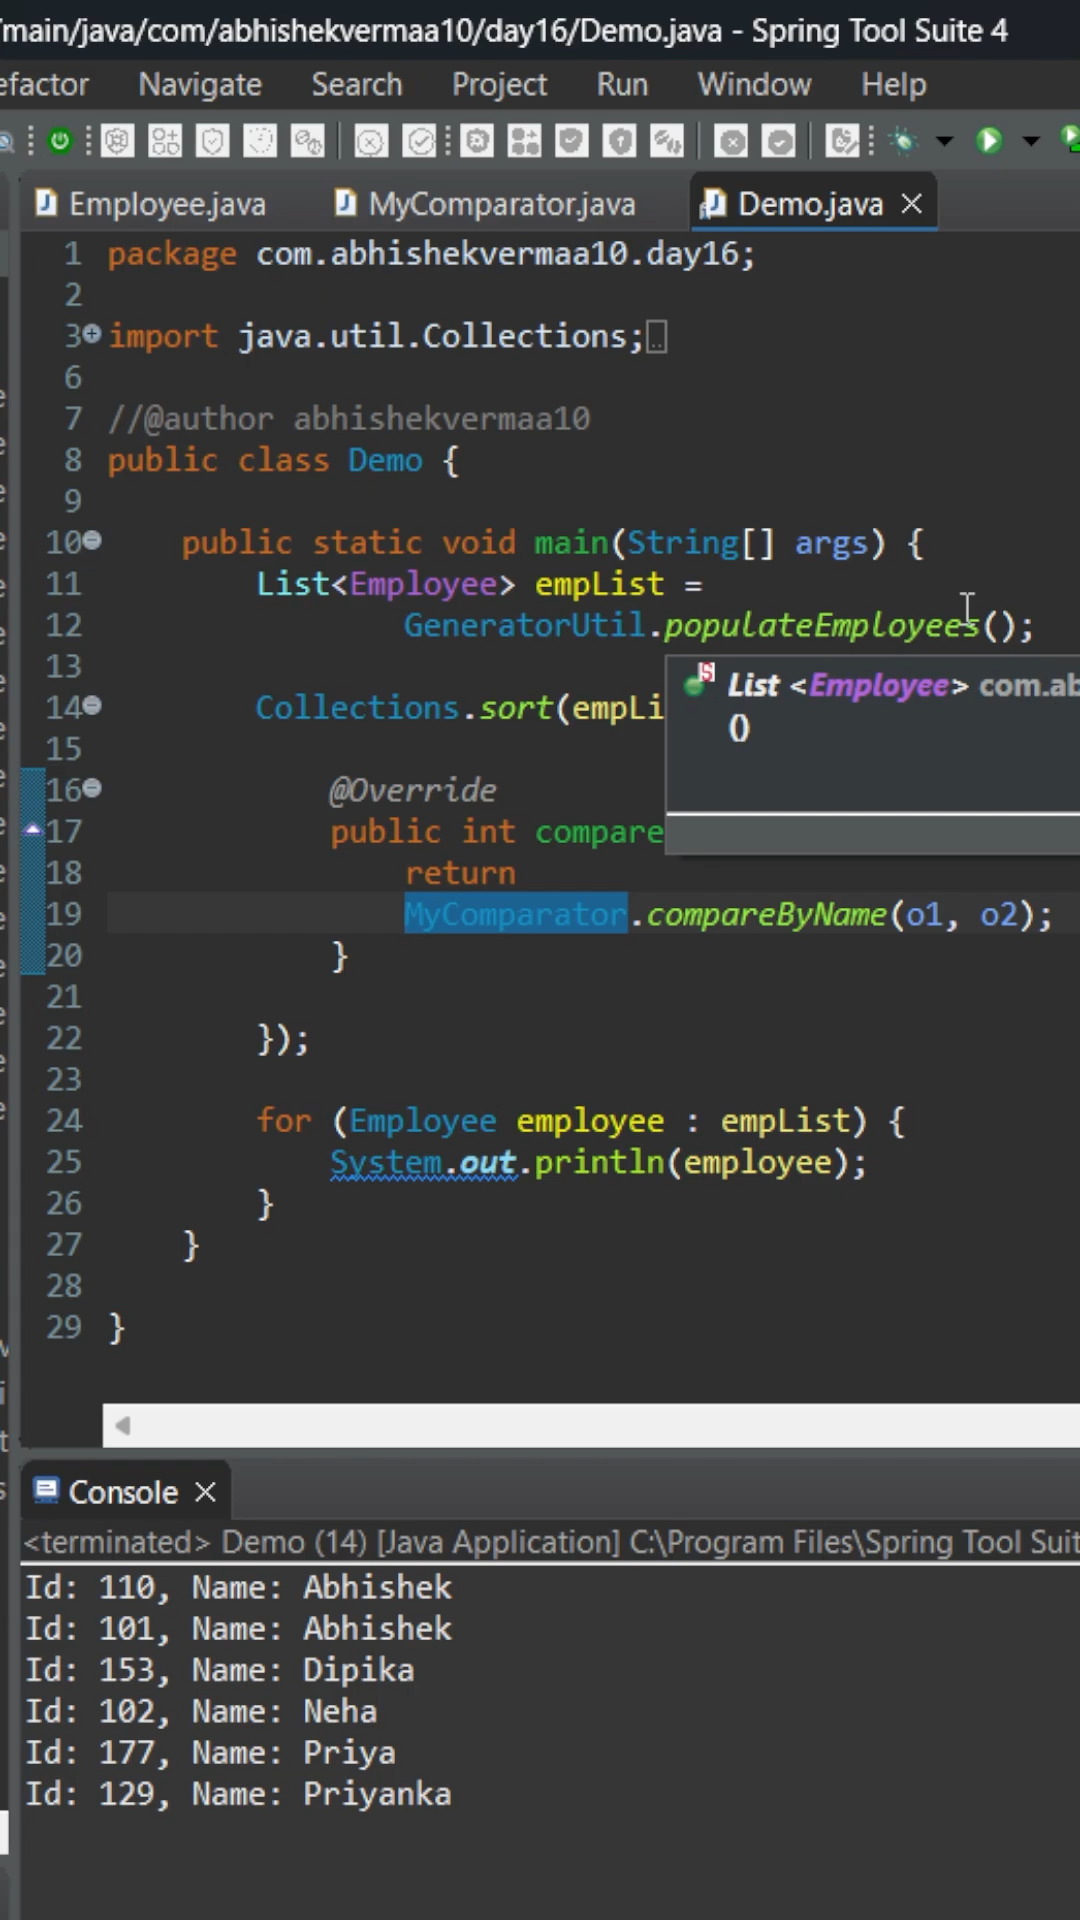 /main/java/com/abhishekvermaa10/day16/Demo.java - Spring Tool Suite 4
efactor Navigate Search Project Run Window Help
Employee.java MyComparator.java Demo.java
1 package com.abhishekvermaa10.day16;
2
3 import java.util.Collections;
6
7 //@author abhishekvermaa10
8 public class Demo {
9
10 public static void main(String[] args) {
11 List<Employee> empList =
12 GeneratorUtil.populateEmployees();
13
List <Employee> com.ab
14 Collections.sort(empLi
()
15
16 @Override
17 public int compare
18 return
19 MyComparator.compareByName(o1, o2);
20 }
21
22 });
23
24 for (Employee employee : empList) {
25 System.out.println(employee);
26 }
27 }
28
29 }
Console
<terminated> Demo (14) [Java Application] C:\Program Files\Spring Tool Suit
Id: 110, Name: Abhishek
Id: 101, Name: Abhishek
Id: 153, Name: Dipika
Id: 102, Name: Neha
Id: 177, Name: Priya
Id: 129, Name: Priyanka